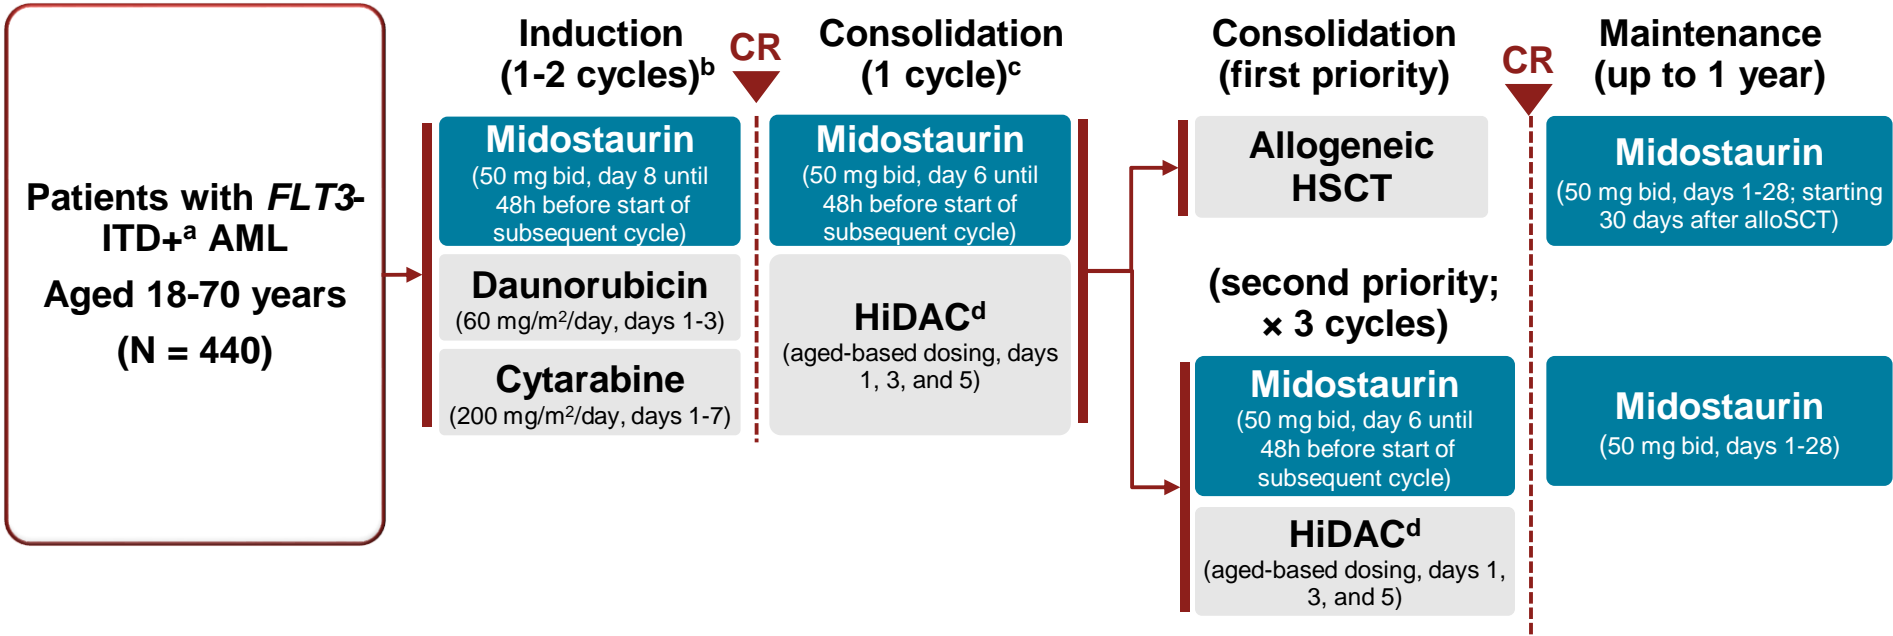 Patients with FLT3-
ITD+ᵃ AML
Aged 18-70 years
(N = 440)
Induction
(1-2 cycles)ᵇ
CR
Midostaurin
(50 mg bid, day 8 until
48h before start of
subsequent cycle)
Daunorubicin
(60 mg/m²/day, days 1-3)
Cytarabine
(200 mg/m²/day, days 1-7)
Consolidation
(1 cycle)ᶜ
Midostaurin
(50 mg bid, day 6 until
48h before start of
subsequent cycle)
HiDACᵈ
(aged-based dosing, days
1, 3, and 5)
Consolidation
(first priority)
Allogeneic
HSCT
(second priority;
× 3 cycles)
Midostaurin
(50 mg bid, day 6 until
48h before start of
subsequent cycle)
HiDACᵈ
(aged-based dosing, days 1,
3, and 5)
CR
Maintenance
(up to 1 year)
Midostaurin
(50 mg bid, days 1-28; starting
30 days after alloSCT)
Midostaurin
(50 mg bid, days 1-28)